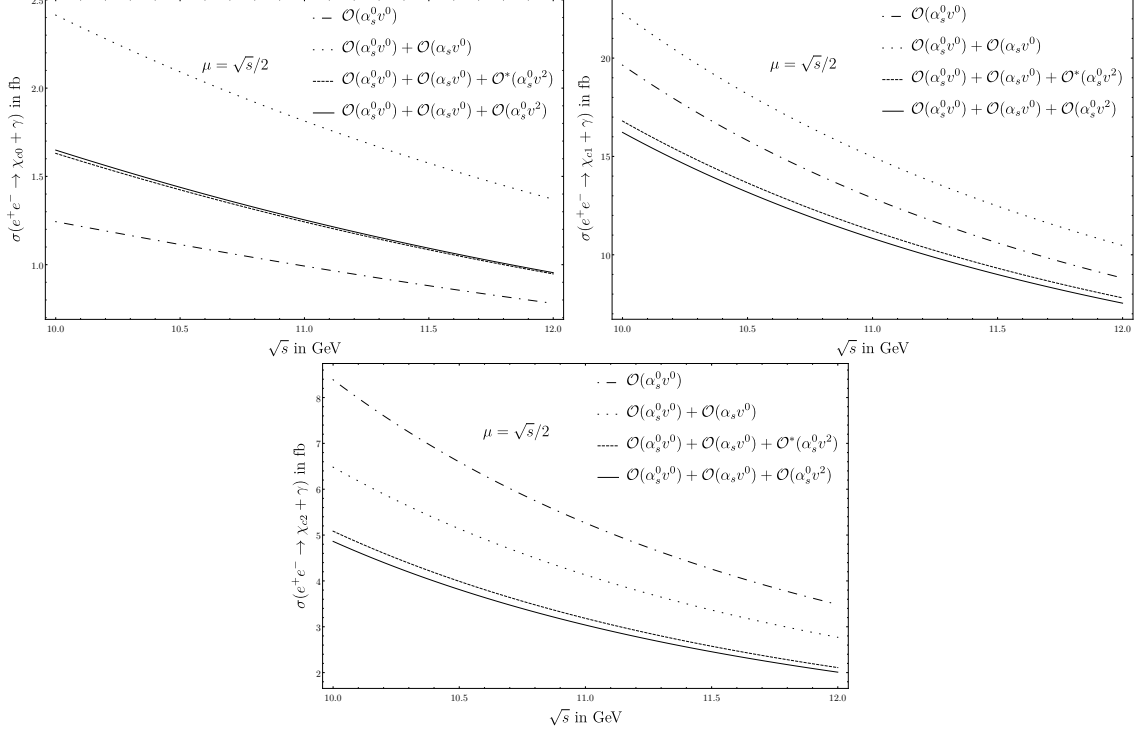 2.5
2.0
1.5
1.0
σ(e⁺e⁻ → χ_c0 + γ) in fb
μ = √s/2
𝒪(α_s^0 v^0)
𝒪(α_s^0 v^0) + 𝒪(α_s v^0)
𝒪(α_s^0 v^0) + 𝒪(α_s v^0) + 𝒪*(α_s^0 v^2)
𝒪(α_s^0 v^0) + 𝒪(α_s v^0) + 𝒪(α_s^0 v^2)
10.0 10.5 11.0 11.5 12.0
√s in GeV
20
15
10
σ(e⁺e⁻ → χ_c1 + γ) in fb
μ = √s/2
𝒪(α_s^0 v^0)
𝒪(α_s^0 v^0) + 𝒪(α_s v^0)
𝒪(α_s^0 v^0) + 𝒪(α_s v^0) + 𝒪*(α_s^0 v^2)
𝒪(α_s^0 v^0) + 𝒪(α_s v^0) + 𝒪(α_s^0 v^2)
10.0 10.5 11.0 11.5 12.0
√s in GeV
8
7
6
5
4
3
2
σ(e⁺e⁻ → χ_c2 + γ) in fb
μ = √s/2
𝒪(α_s^0 v^0)
𝒪(α_s^0 v^0) + 𝒪(α_s v^0)
𝒪(α_s^0 v^0) + 𝒪(α_s v^0) + 𝒪*(α_s^0 v^2)
𝒪(α_s^0 v^0) + 𝒪(α_s v^0) + 𝒪(α_s^0 v^2)
10.0 10.5 11.0 11.5 12.0
√s in GeV